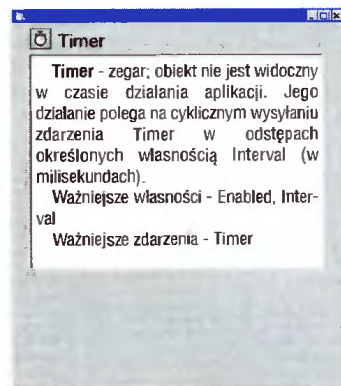 Timer
Timer - zegar; obiekt nie jest widoczny
w czasie działania aplikacji. Jego
działanie polega na cyklicznym wysyłaniu
zdarzenia Timer w odstępach
określonych własnością Interval (w
milisekundach).
Ważniejsze własności - Enabled, Inter-
val
Ważniejsze zdarzenia - Timer